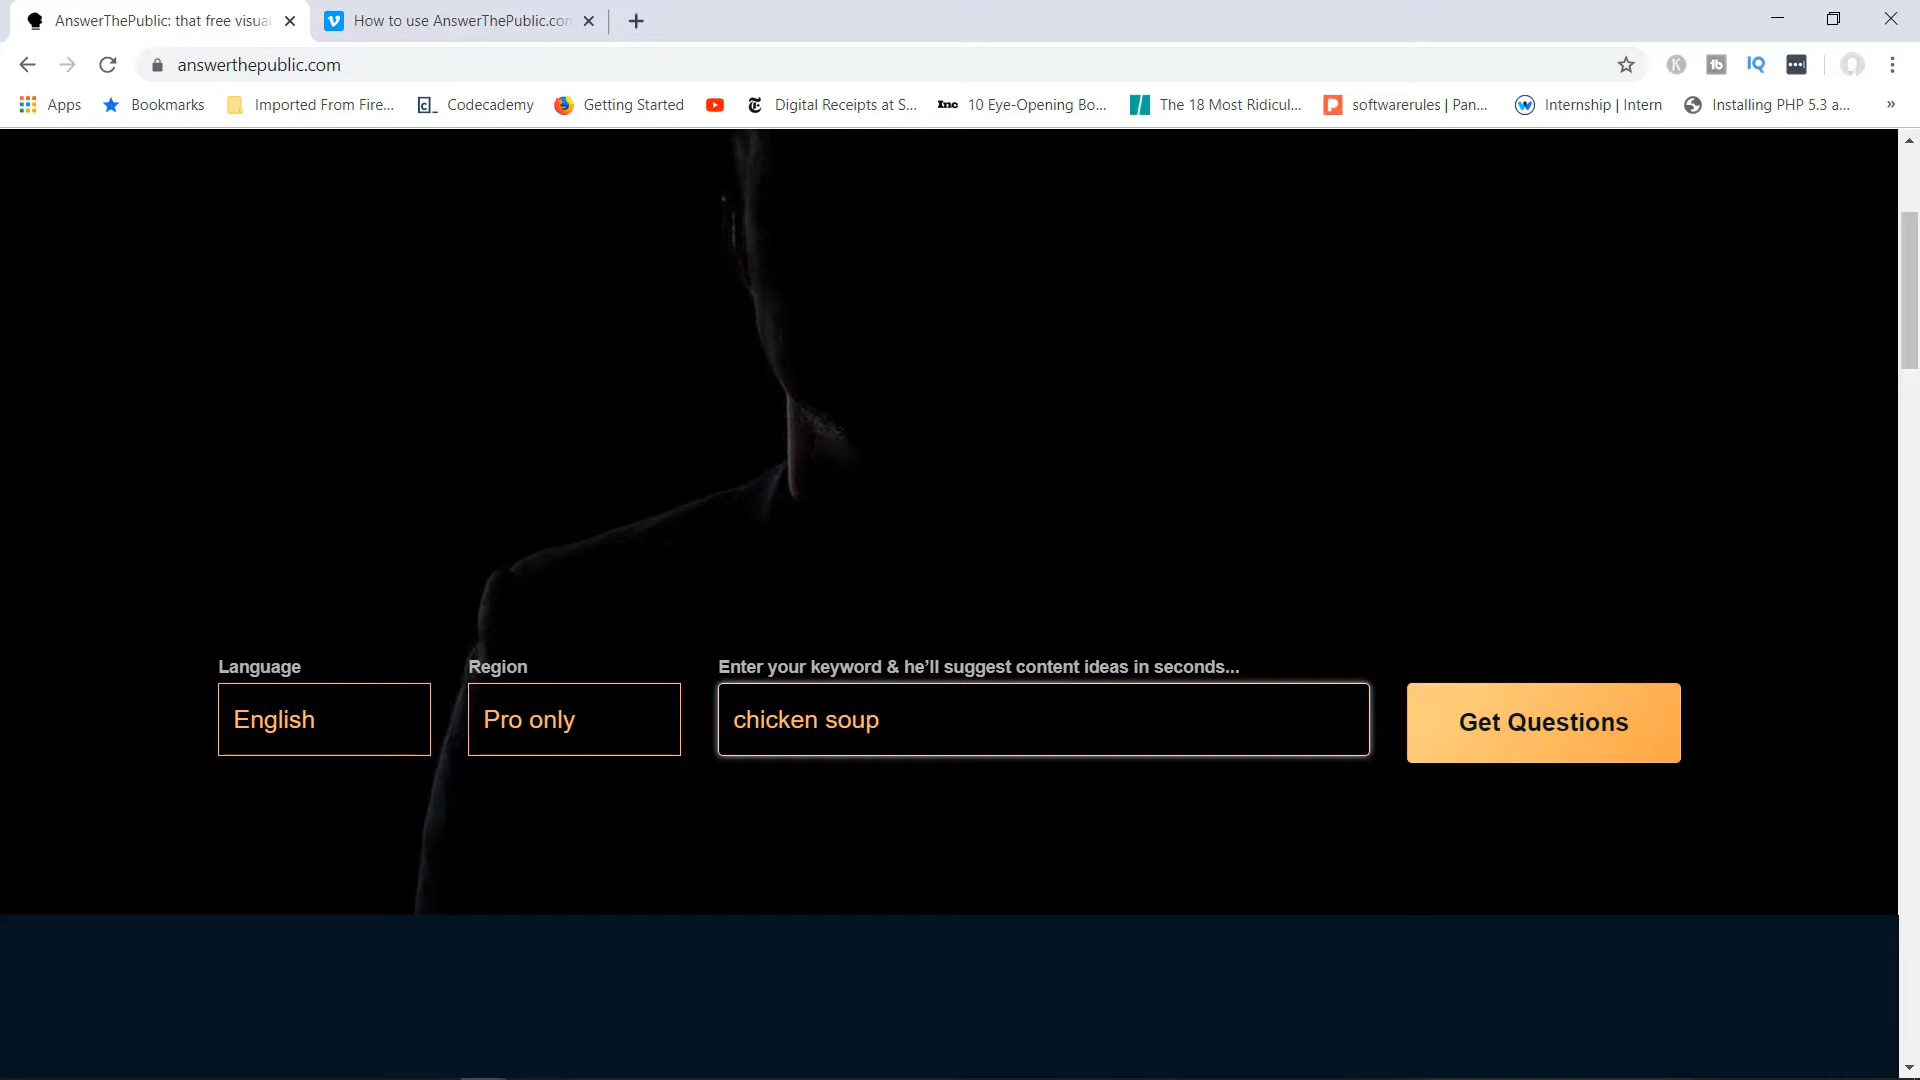 AnswerThePublic: that free visua
How to use AnswerThePublic.con
answerthepublic.com
Apps
Bookmarks
Imported From Fire...
Codecademy
Getting Started
Digital Receipts at S...
Inc 10 Eye-Opening Bo...
The 18 Most Ridicul...
softwarerules | Pan...
Internship | Intern
Installing PHP 5.3 a...
Language
Region
Enter your keyword & he’ll suggest content ideas in seconds...
English
Pro only
chicken soup
Get Questions